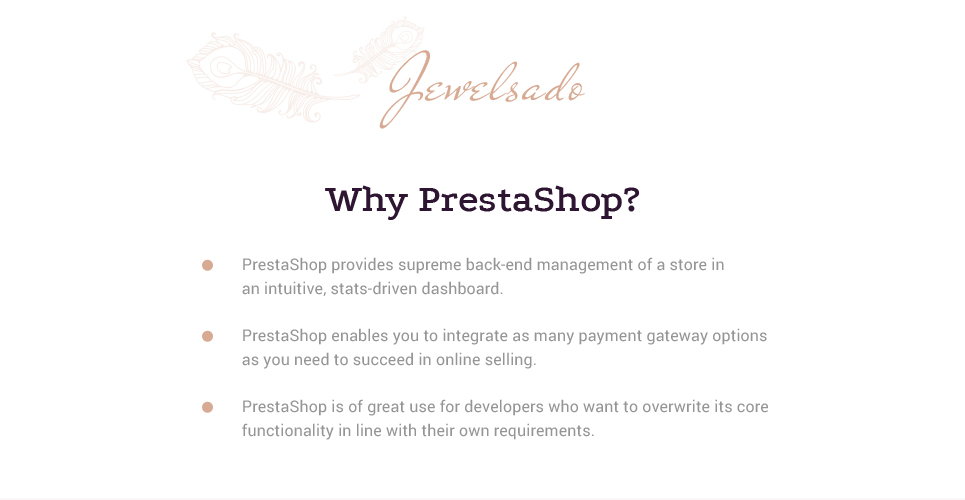 Jewelsado
Why PrestaShop?
PrestaShop provides supreme back-end management of a store in
an intuitive, stats-driven dashboard.
PrestaShop enables you to integrate as many payment gateway options
as you need to succeed in online selling.
PrestaShop is of great use for developers who want to overwrite its core
functionality in line with their own requirements.